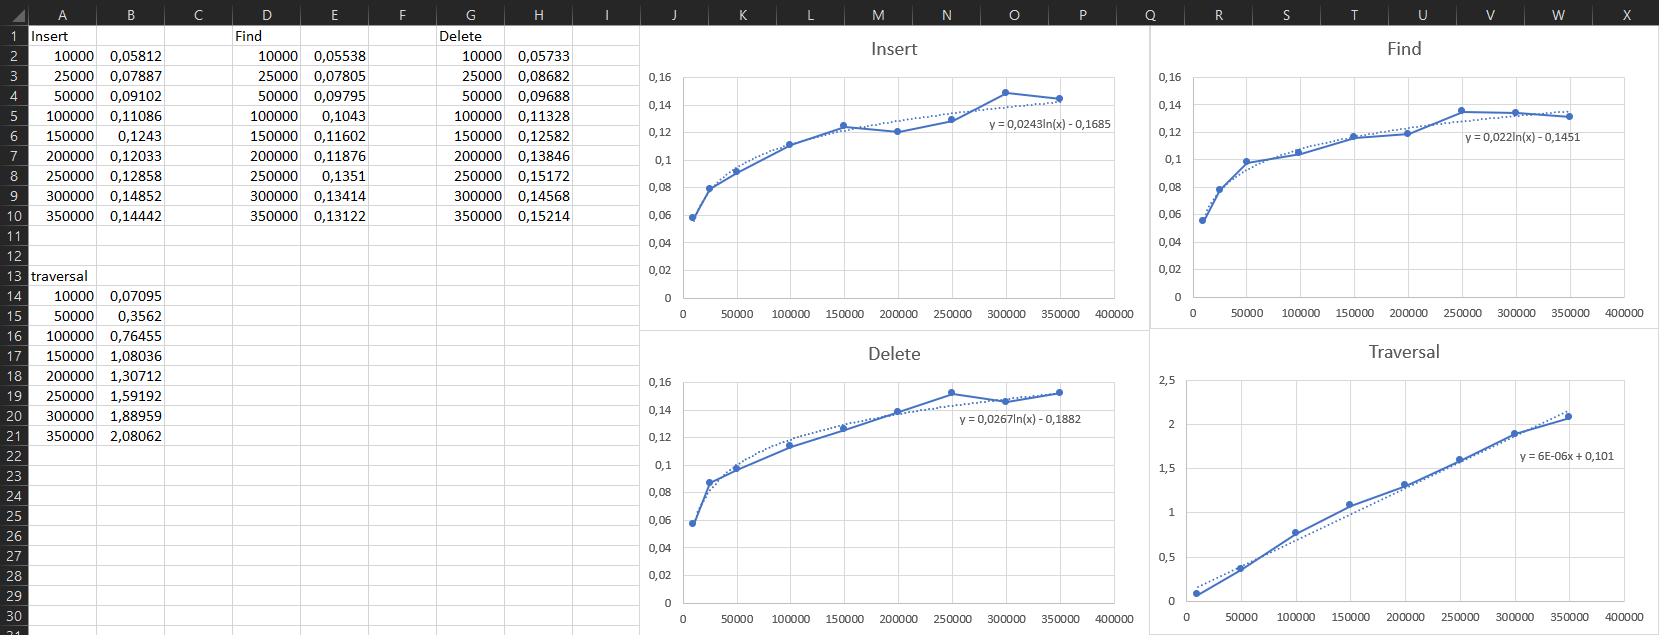 A B C D E F G H I J K L M N O P Q R S T U V W X
1 Insert Find Delete
2 10000 0,05812 10000 0,05538 10000 0,05733
3 25000 0,07887 25000 0,07805 25000 0,08682
4 50000 0,09102 50000 0,09795 50000 0,09688
5 100000 0,11086 100000 0,1043 100000 0,11328
6 150000 0,1243 150000 0,11602 150000 0,12582
7 200000 0,12033 200000 0,11876 200000 0,13846
8 250000 0,12858 250000 0,1351 250000 0,15172
9 300000 0,14852 300000 0,13414 300000 0,14568
10 350000 0,14442 350000 0,13122 350000 0,15214
11
12
13 traversal
14 10000 0,07095
15 50000 0,3562
16 100000 0,76455
17 150000 1,08036
18 200000 1,30712
19 250000 1,59192
20 300000 1,88959
21 350000 2,08062
22
23
24
25
26
27
28
29
30
Insert
0,16
0,14
y = 0,0243ln(x) - 0,1685
0,12
0,1
0,08
0,06
0,04
0,02
0
0 50000 100000 150000 200000 250000 300000 350000 400000
Find
0,16
0,14
0,12
y = 0,022ln(x) - 0,1451
0,1
0,08
0,06
0,04
0,02
0
0 50000 100000 150000 200000 250000 300000 350000 400000
Delete
0,16
0,14
y = 0,0267ln(x) - 0,1882
0,12
0,1
0,08
0,06
0,04
0,02
0
0 50000 100000 150000 200000 250000 300000 350000 400000
Traversal
2,5
2
y = 6E-06x + 0,101
1,5
1
0,5
0
0 50000 100000 150000 200000 250000 300000 350000 400000